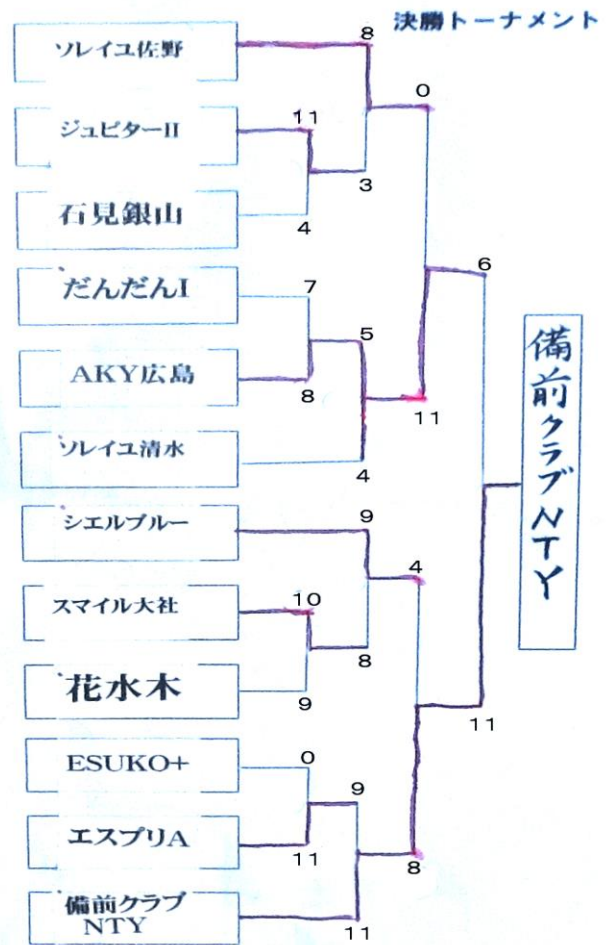 決勝トーナメント
8
ソレイユ佐野
0
11
ジュピターII
3
石見銀山
4
6
だんだんI
7
5
AKY広島
8
11
ソレイユ清水
4
備前クラブNTY
シエルブルー
9
4
スマイル大社
10
8
花水木
9
11
ESUKO+
0
9
エスプリA
11
8
備前クラブ
NTY
11